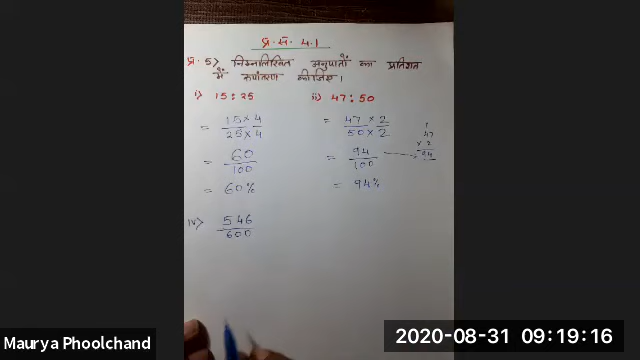 प्र. सं. 4.1
प्र. 5> निम्नलिखित अनुपातों का प्रतिशत
में रूपांतरण कीजिए।
i) 15 : 25
= 15 × 4 / 25 × 4
= 60 / 100
= 60%
ii) 47 : 50
= 47 × 2 / 50 × 2
= 94 / 100
= 94%
1
47
× 2
94
iv> 546 / 600
Maurya Phoolchand
2020-08-31 09:19:16